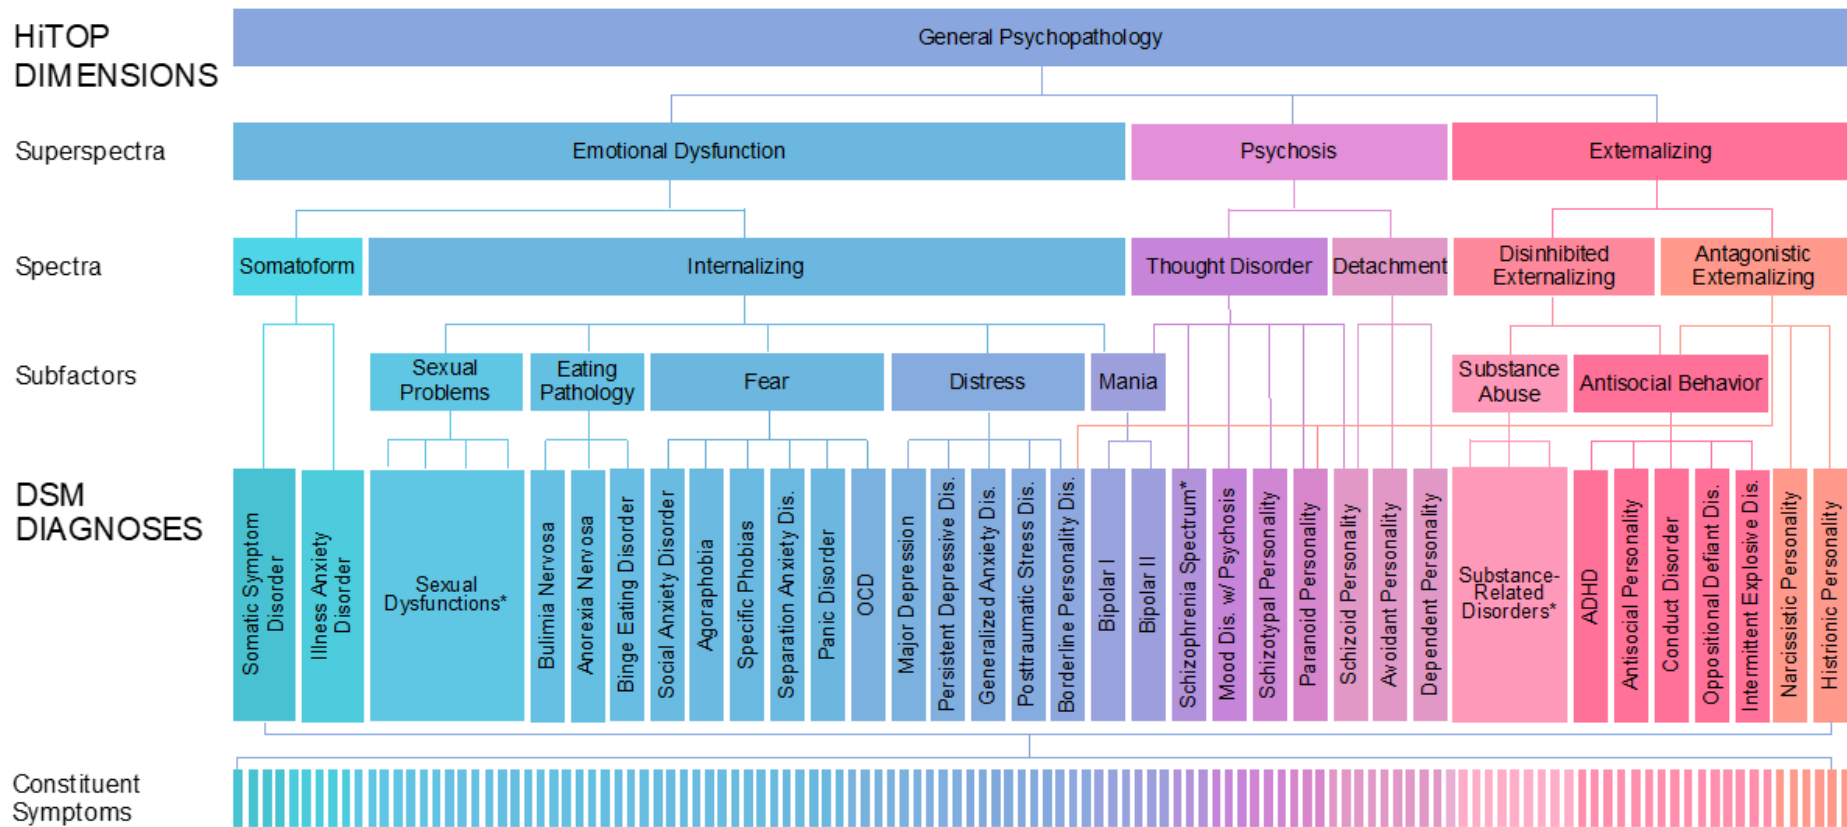 HiTOP
DIMENSIONS
General Psychopathology
Superspectra
Emotional Dysfunction
Psychosis
Externalizing
Spectra
Somatoform
Internalizing
Thought Disorder
Detachment
Disinhibited
Externalizing
Antagonistic
Externalizing
Subfactors
Sexual
Problems
Eating
Pathology
Fear
Distress
Mania
Substance
Abuse
Antisocial Behavior
DSM
DIAGNOSES
Somatic Symptom
Disorder
Illness Anxiety
Disorder
Sexual
Dysfunctions*
Bulimia Nervosa
Anorexia Nervosa
Binge Eating Disorder
Social Anxiety Disorder
Agoraphobia
Specific Phobias
Separation Anxiety Dis.
Panic Disorder
OCD
Major Depression
Persistent Depressive Dis.
Generalized Anxiety Dis.
Posttraumatic Stress Dis.
Borderline Personality Dis.
Bipolar I
Bipolar II
Schizophrenia Spectrum*
Mood Dis. w/ Psychosis
Schizotypal Personality
Paranoid Personality
Schizoid Personality
Avoidant Personality
Dependent Personality
Substance-
Related
Disorders*
ADHD
Antisocial Personality
Conduct Disorder
Oppositional Defiant Dis.
Intermittent Explosive Dis.
Narcissistic Personality
Histrionic Personality
Constituent
Symptoms